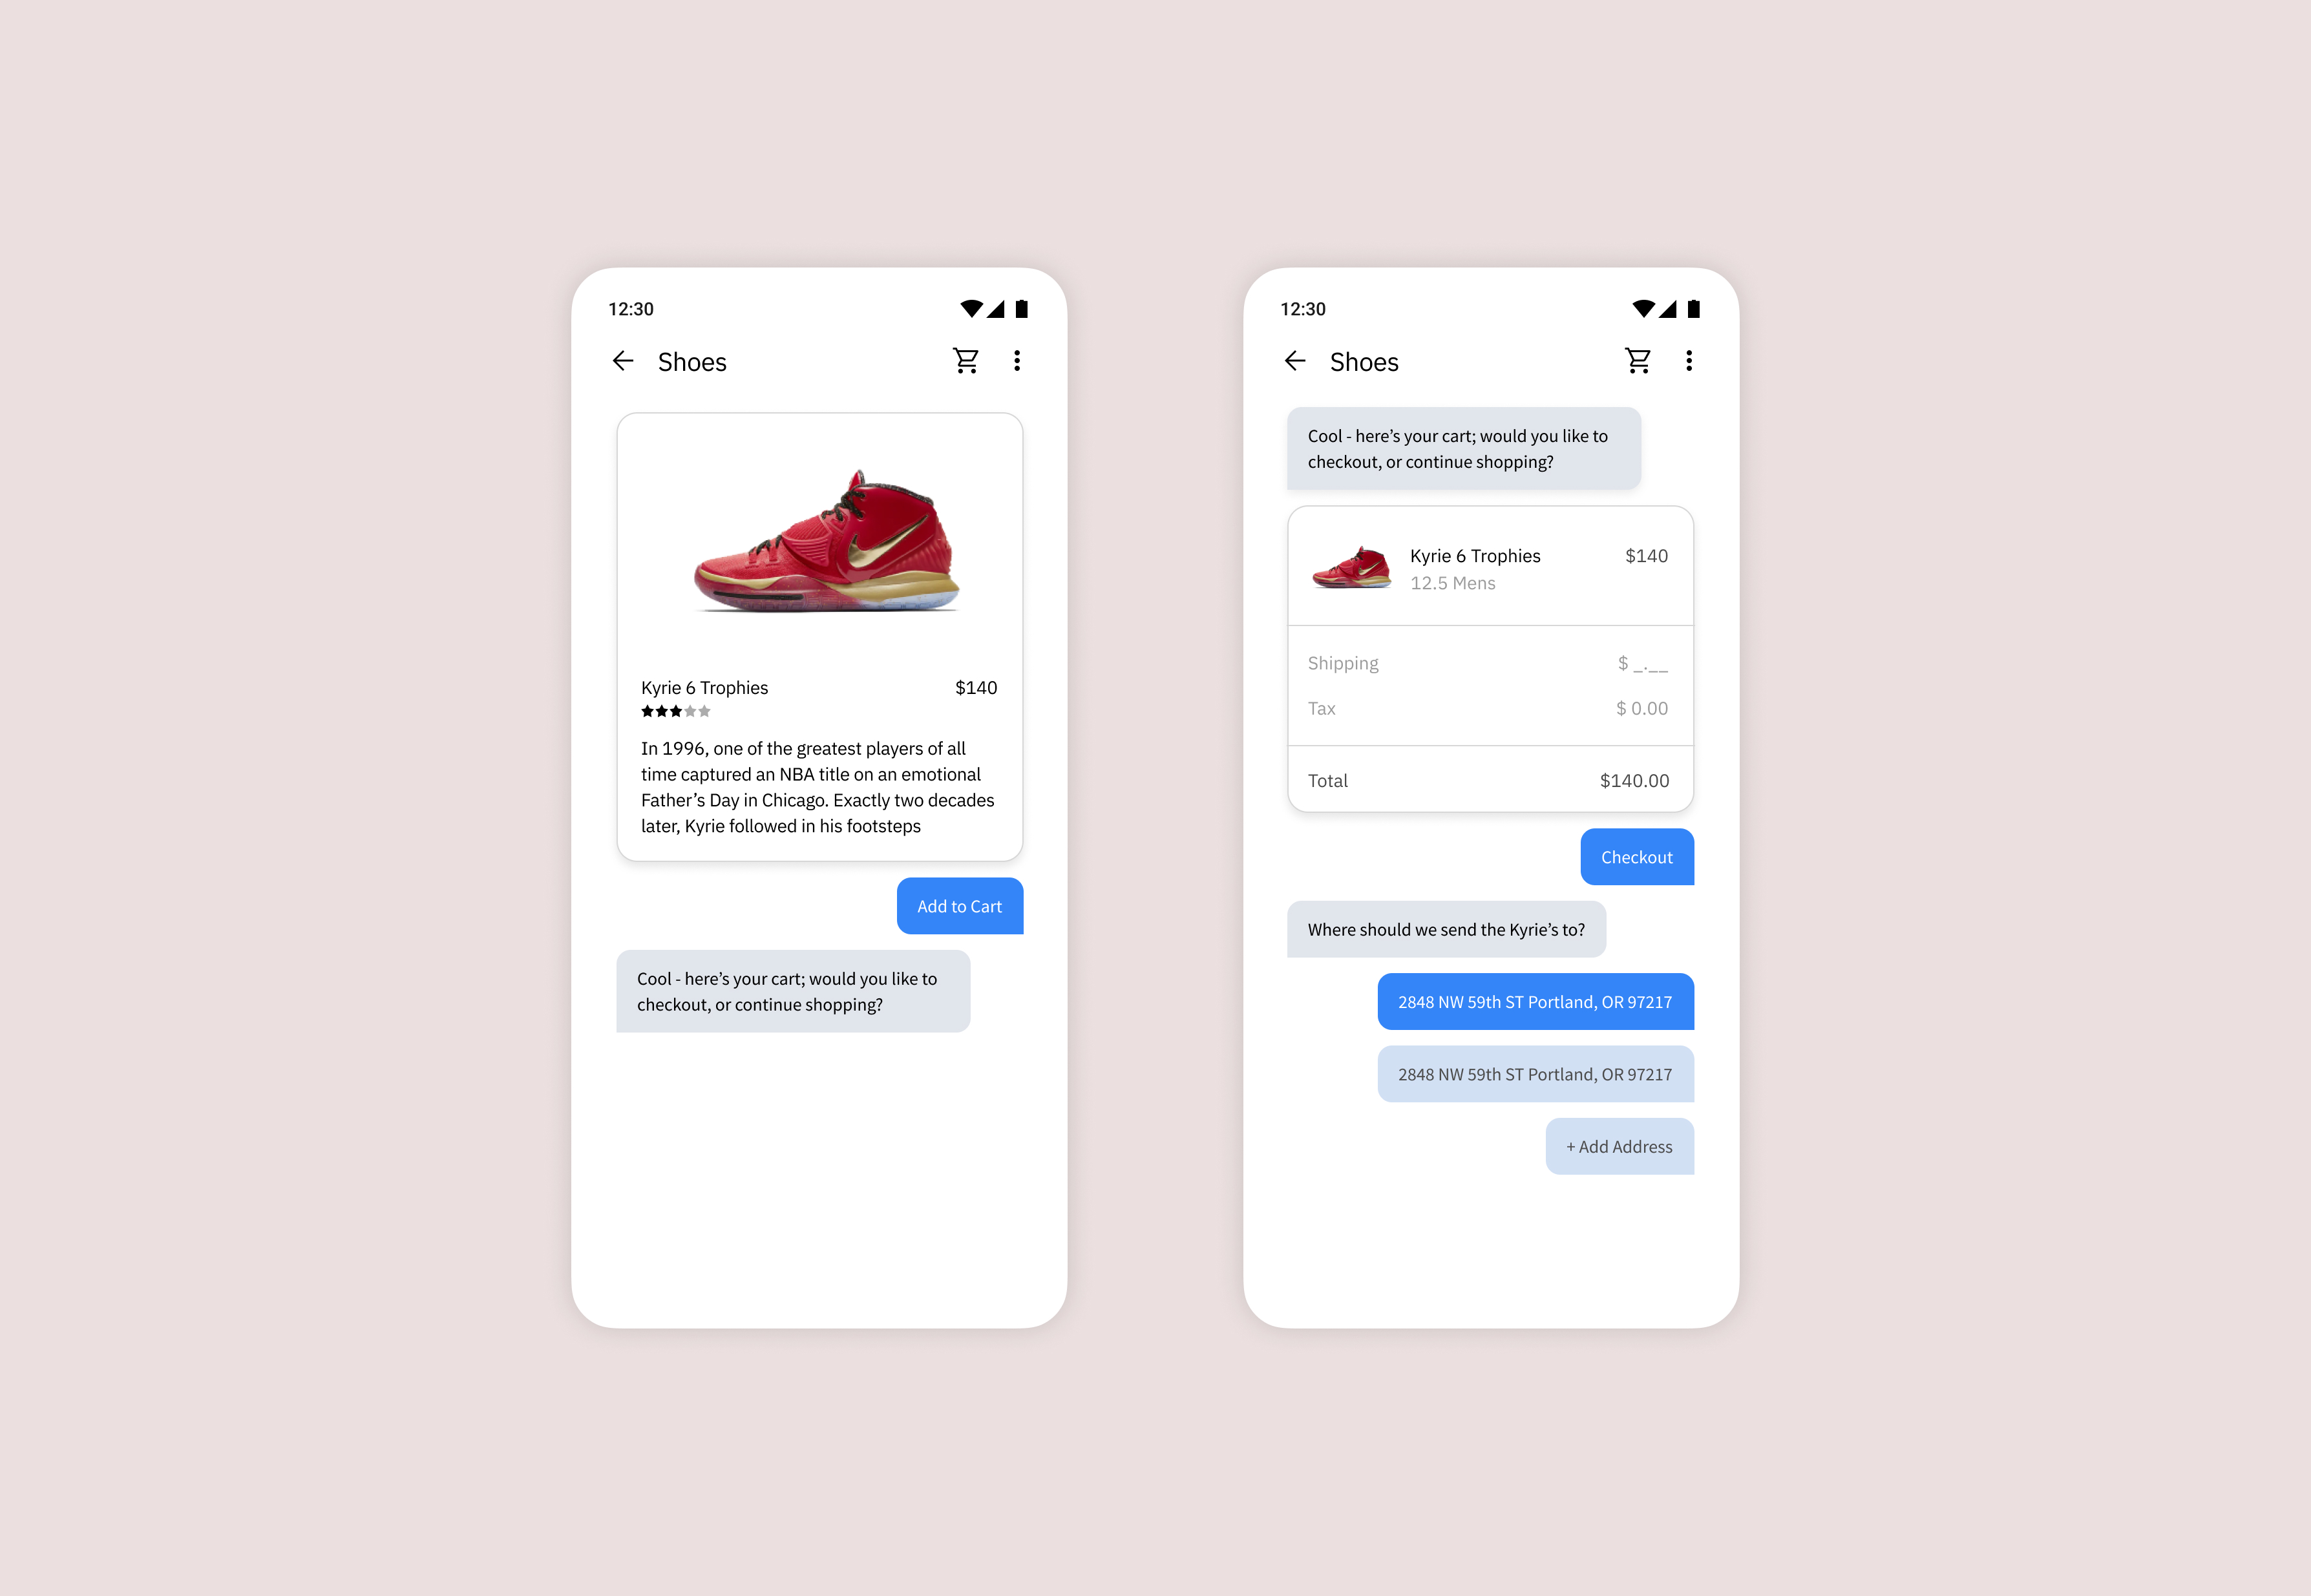 12:30
Shoes
Kyrie 6 Trophies
$140
In 1996, one of the greatest players of all
time captured an NBA title on an emotional
Father’s Day in Chicago. Exactly two decades
later, Kyrie followed in his footsteps
Add to Cart
Cool - here’s your cart; would you like to
checkout, or continue shopping?
12:30
Shoes
Cool - here’s your cart; would you like to
checkout, or continue shopping?
Kyrie 6 Trophies
$140
12.5 Mens
Shipping
$ _.__
Tax
$ 0.00
Total
$140.00
Checkout
Where should we send the Kyrie’s to?
2848 NW 59th ST Portland, OR 97217
2848 NW 59th ST Portland, OR 97217
+ Add Address